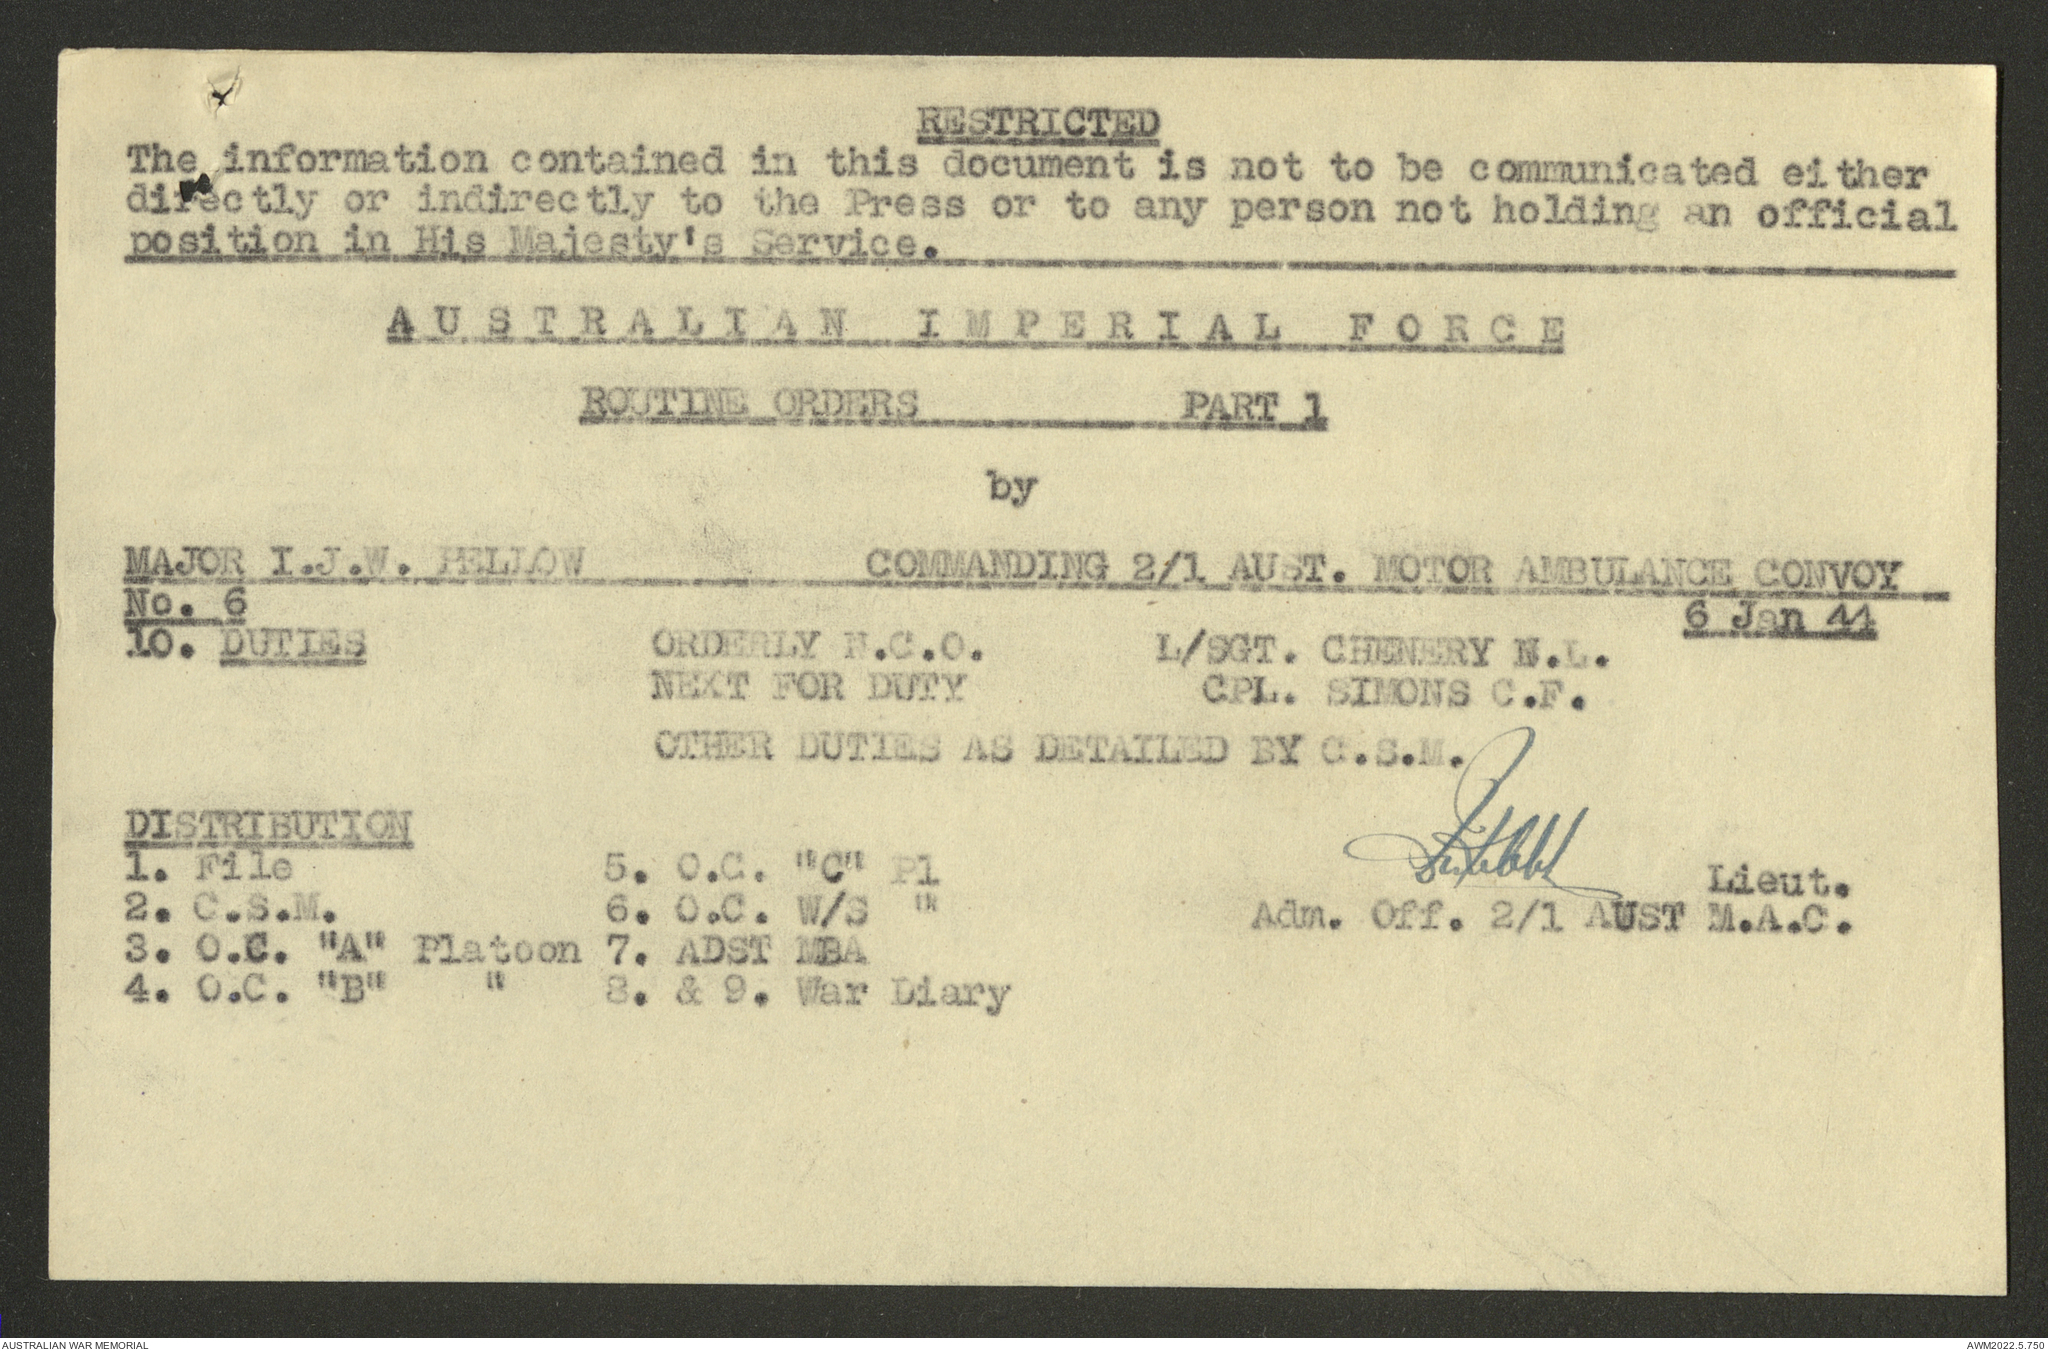 RESTRICTED
The information contained in this document is not to be communicated either
directly or indirectly to the Press or to any person not holding an official
position in His Majesty's Service.
AUSTRALIAN IMPERIAL FORCE
ROUTINE ORDERS PART 1
by
MAJOR I.J.W. PELLOW COMMANDING 2/1 AUST. MOTOR AMBULANCE CONVOY
No. 6
6 Jan 44
10. DUTIES ORDERLY N.C.O. L/SGT. CHENERY N.L.
NEXT FOR DUTY CPL. SIMONS C.F.
OTHER DUTIES AS DETAILED BY C.S.M.
DISTRIBUTION
1. File 5. O.C. "C" Pl
2. C.S.M. 6. O.C. W/S "
3. O.C. "A" Platoon 7. ADST MBA
4. O.C. "B" " 8. & 9. War Diary
Lieut.
Adm. Off. 2/1 AUST M.A.C.
AUSTRALIAN WAR MEMORIAL
AWM2022.5.750